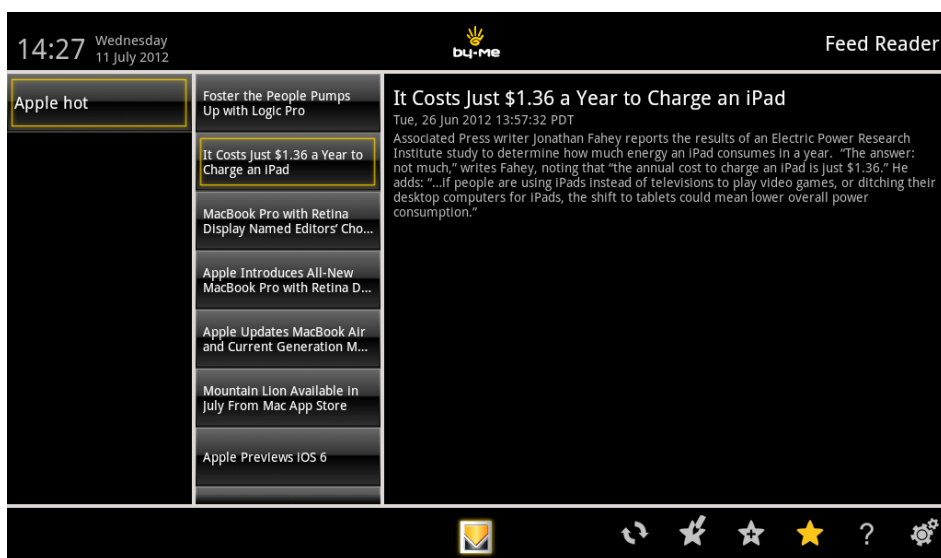 14:27 Wednesday
11 July 2012
by-me
Feed Reader
Apple hot
Foster the People Pumps
Up with Logic Pro
It Costs Just $1.36 a Year to
Charge an iPad
MacBook Pro with Retina
Display Named Editors’ Cho...
Apple Introduces All-New
MacBook Pro with Retina D...
Apple Updates MacBook Air
and Current Generation M...
Mountain Lion Available in
July From Mac App Store
Apple Previews iOS 6
It Costs Just $1.36 a Year to Charge an iPad
Tue, 26 Jun 2012 13:57:32 PDT
Associated Press writer Jonathan Fahey reports the results of an Electric Power Research
Institute study to determine how much energy an iPad consumes in a year. “The answer:
not much,” writes Fahey, noting that “the annual cost to charge an iPad is just $1.36.” He
adds: “...if people are using iPads instead of televisions to play video games, or ditching their
desktop computers for iPads, the shift to tablets could mean lower overall power
consumption.”
?